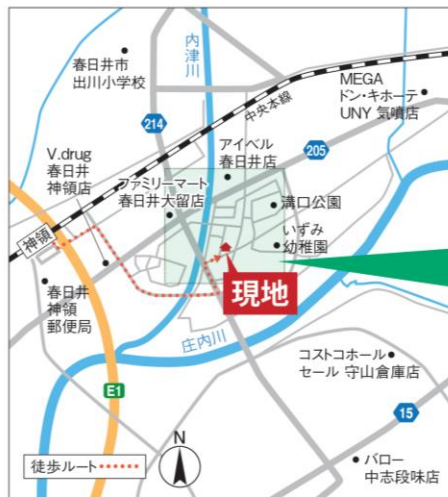 春日井市
出川小学校
内津川
中央本線
MEGA
ドン・キホーテ
UNY 気噴店
214
205
V.drug
春日井
神領店
アイベル
春日井店
ファミリーマート
春日井大留店
溝口公園
いずみ
幼稚園
神領
現地
春日井
神領
郵便局
庄内川
コストコホール
セール 守山倉庫店
E1
15
N
バロー
中志段味店
徒歩ルート